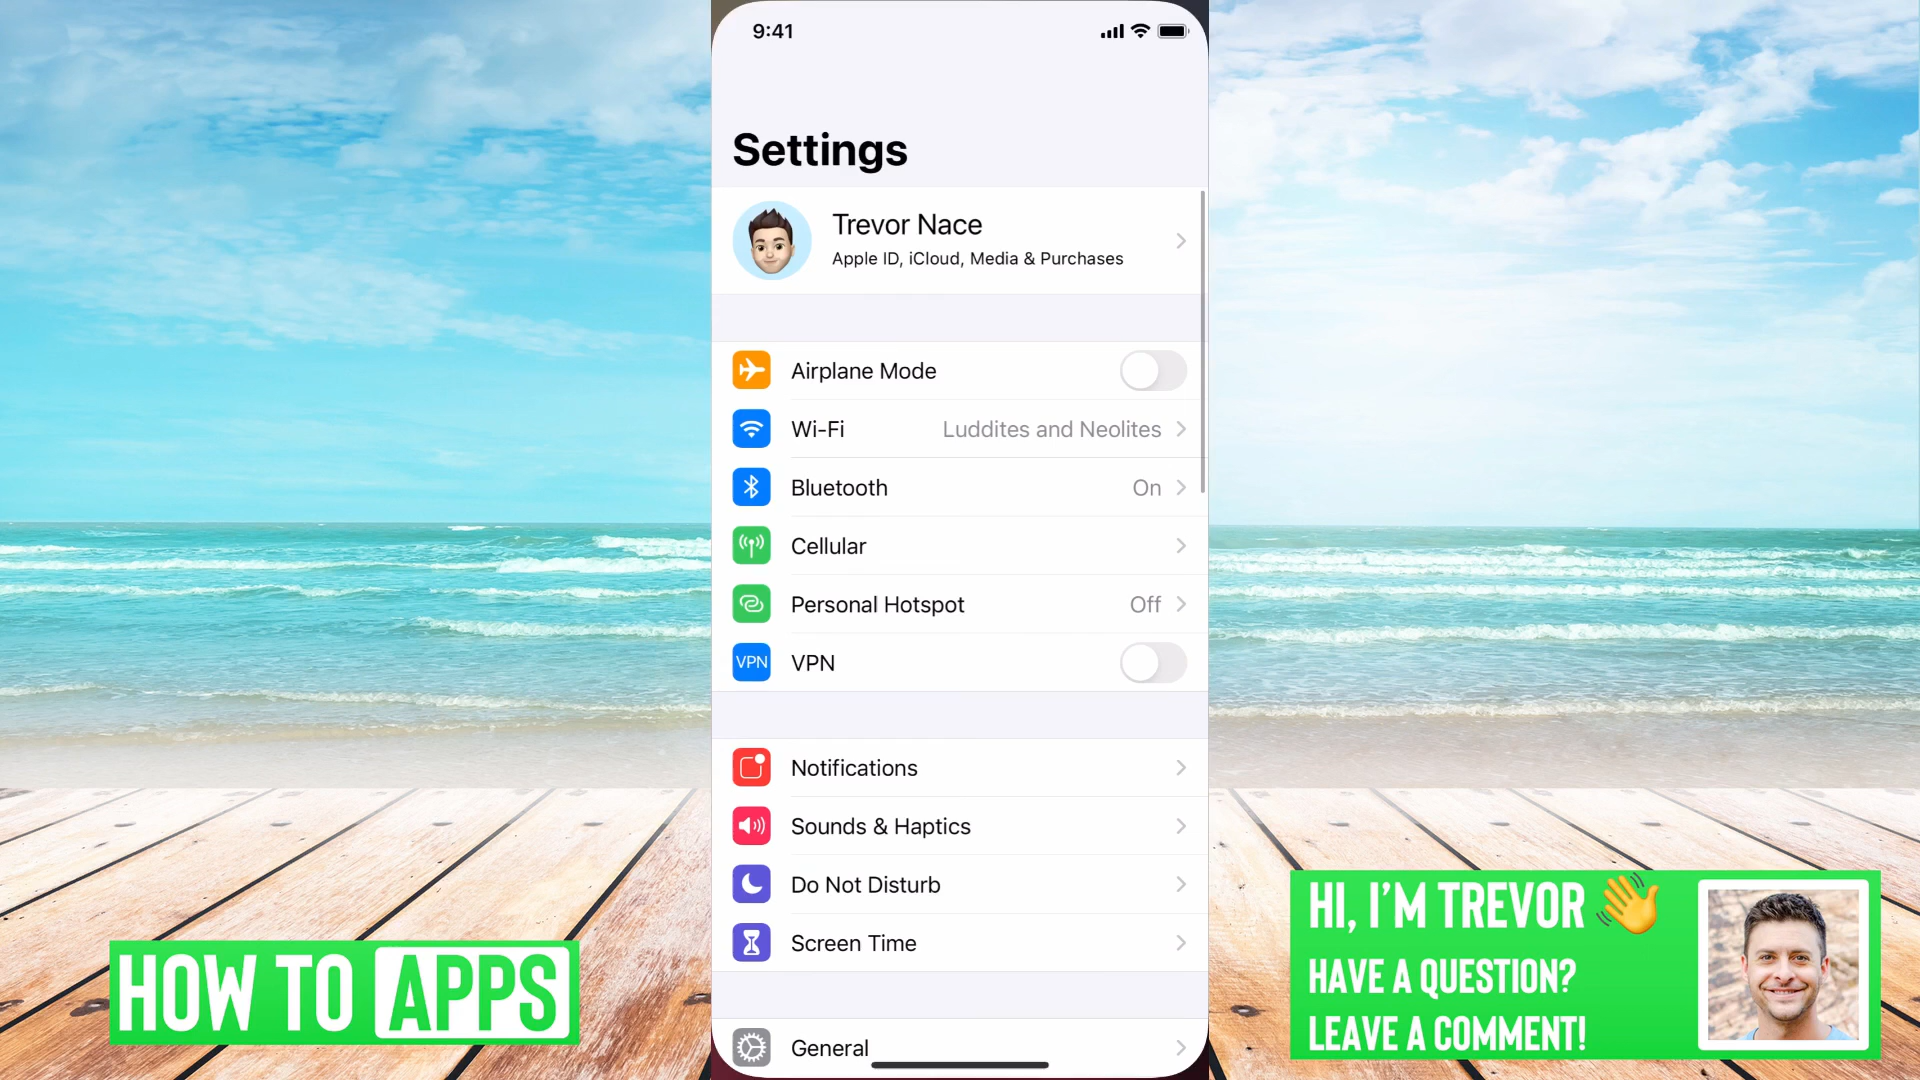 9:41
Settings
Trevor Nace
Apple ID, iCloud, Media & Purchases
Airplane Mode
Wi-Fi Luddites and Neolites
Bluetooth On
Cellular
Personal Hotspot Off
VPN VPN
Notifications
Sounds & Haptics
Do Not Disturb
Screen Time
General
HOW TO APPS
HI, I'M TREVOR 👋
HAVE A QUESTION?
LEAVE A COMMENT!